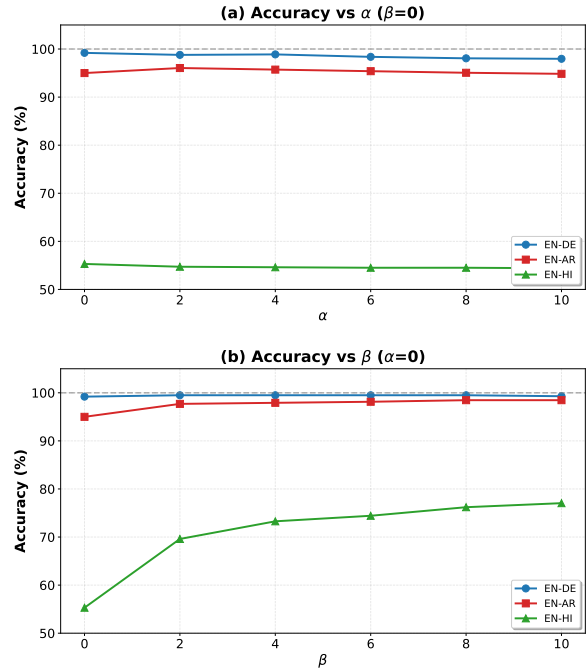 (a) Accuracy vs α (β=0)
Accuracy (%)
100
90
80
70
60
50
0 2 4 6 8 10
α
EN-DE
EN-AR
EN-HI
(b) Accuracy vs β (α=0)
Accuracy (%)
100
90
80
70
60
50
0 2 4 6 8 10
β
EN-DE
EN-AR
EN-HI